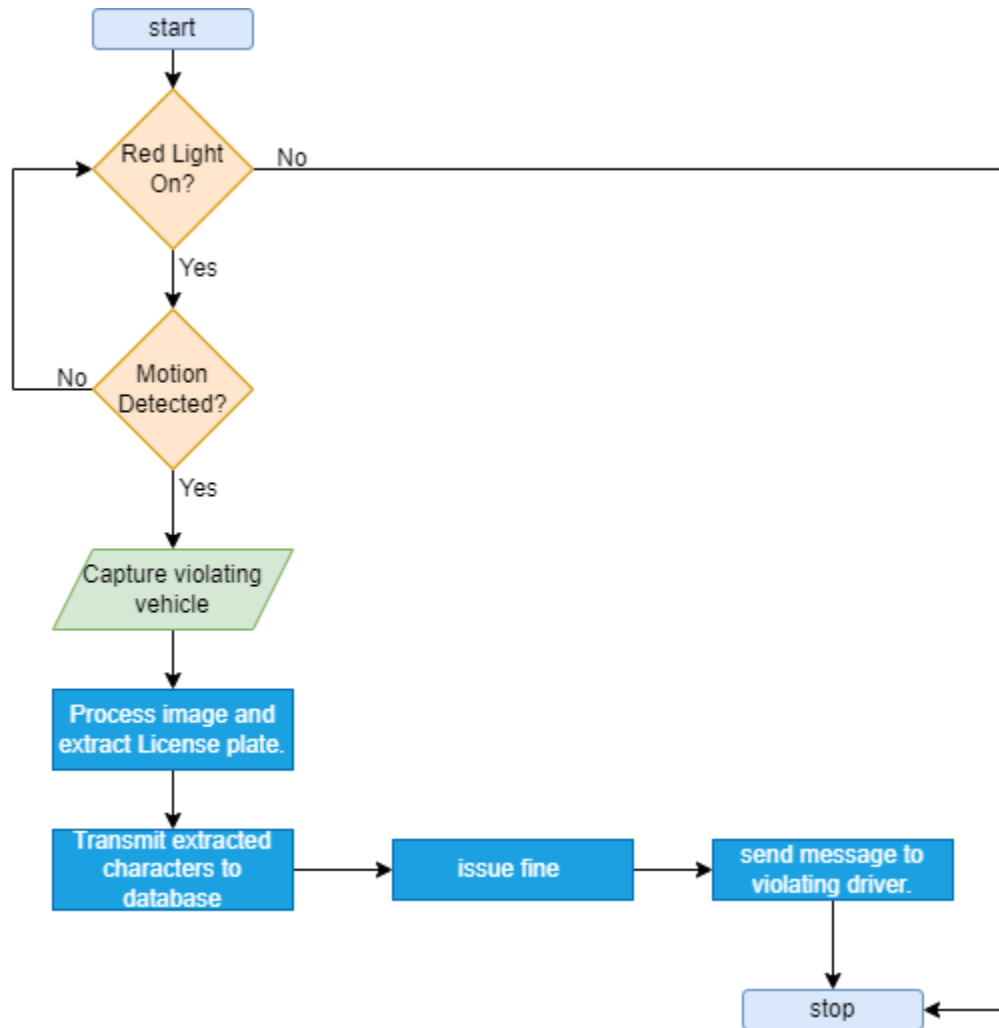 start
Red Light
On?
No
Yes
Motion
Detected?
No
Yes
Capture violating
vehicle
Process image and
extract License plate.
Transmit extracted
characters to
database
issue fine
send message to
violating driver.
stop